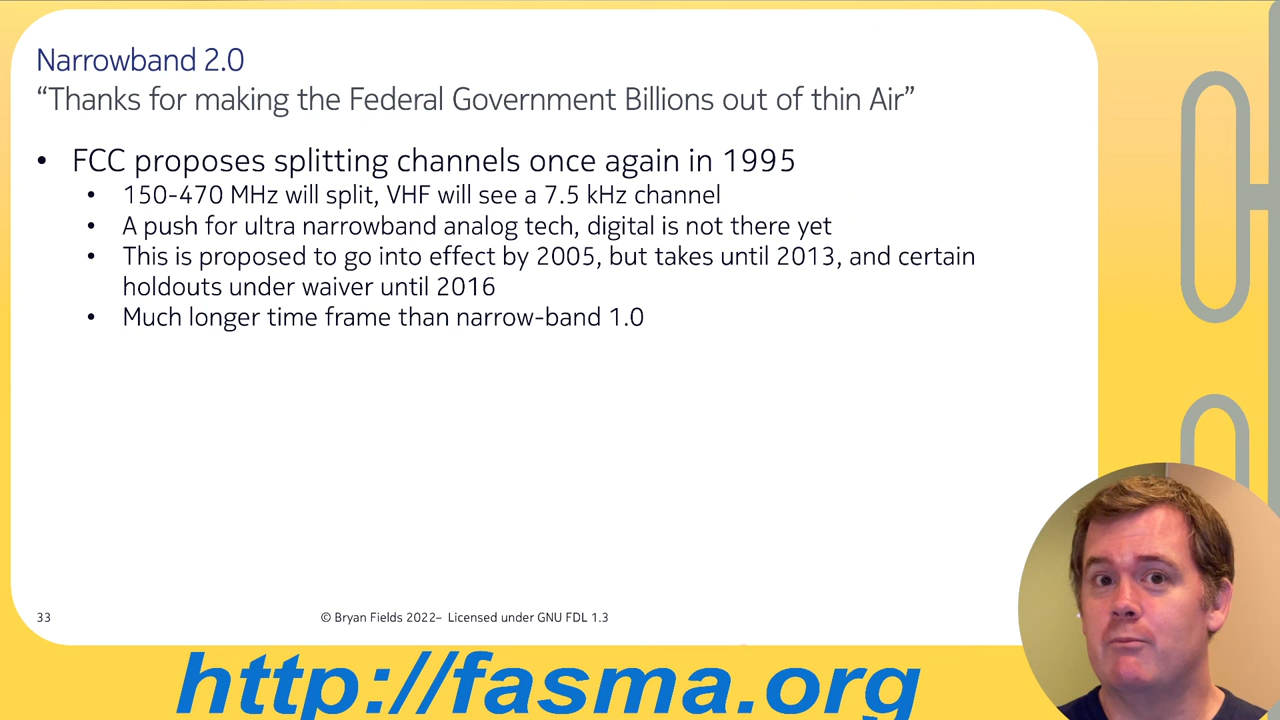 Narrowband 2.0
“Thanks for making the Federal Government Billions out of thin Air”
• FCC proposes splitting channels once again in 1995
• 150-470 MHz will split, VHF will see a 7.5 kHz channel
• A push for ultra narrowband analog tech, digital is not there yet
• This is proposed to go into effect by 2005, but takes until 2013, and certain
holdouts under waiver until 2016
• Much longer time frame than narrow-band 1.0
33
© Bryan Fields 2022– Licensed under GNU FDL 1.3
http://fasma.org